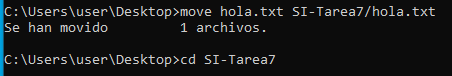 C:\Users\user\Desktop>move hola.txt SI-Tarea7/hola.txt
Se han movido         1 archivos.
C:\Users\user\Desktop>cd SI-Tarea7